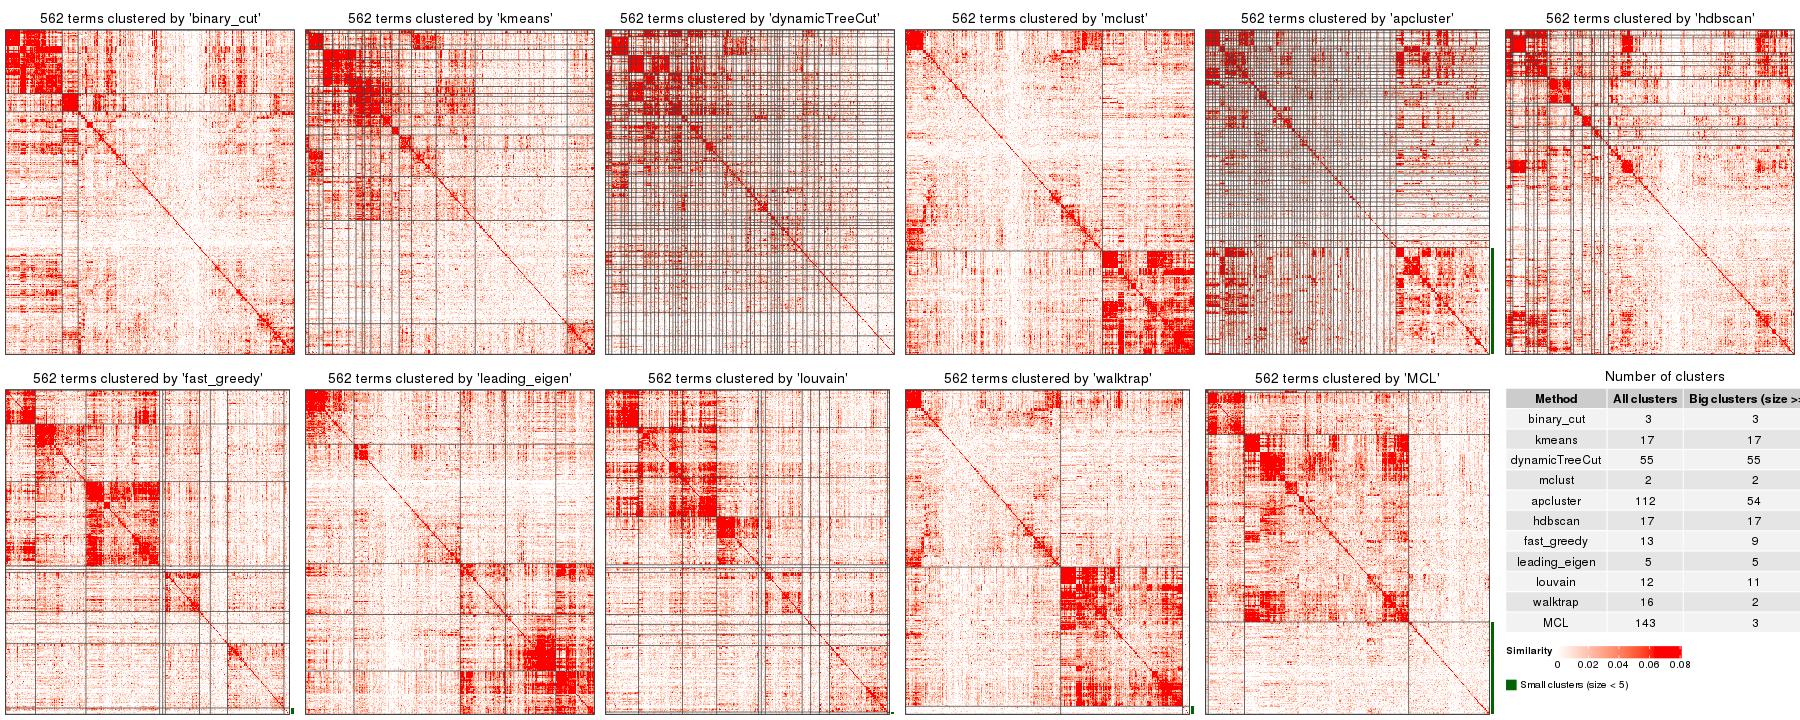 562 terms clustered by 'binary_cut'
562 terms clustered by 'kmeans'
562 terms clustered by 'dynamicTreeCut'
562 terms clustered by 'mclust'
562 terms clustered by 'apcluster'
562 terms clustered by 'hdbscan'
562 terms clustered by 'fast_greedy'
562 terms clustered by 'leading_eigen'
562 terms clustered by 'louvain'
562 terms clustered by 'walktrap'
562 terms clustered by 'MCL'
Number of clusters
Method All clusters Big clusters (size >=
binary_cut 3 3
kmeans 17 17
dynamicTreeCut 55 55
mclust 2 2
apcluster 112 54
hdbscan 17 17
fast_greedy 13 9
leading_eigen 5 5
louvain 12 11
walktrap 16 2
MCL 143 3
Similarity
0 0.02 0.04 0.06 0.08
Small clusters (size < 5)